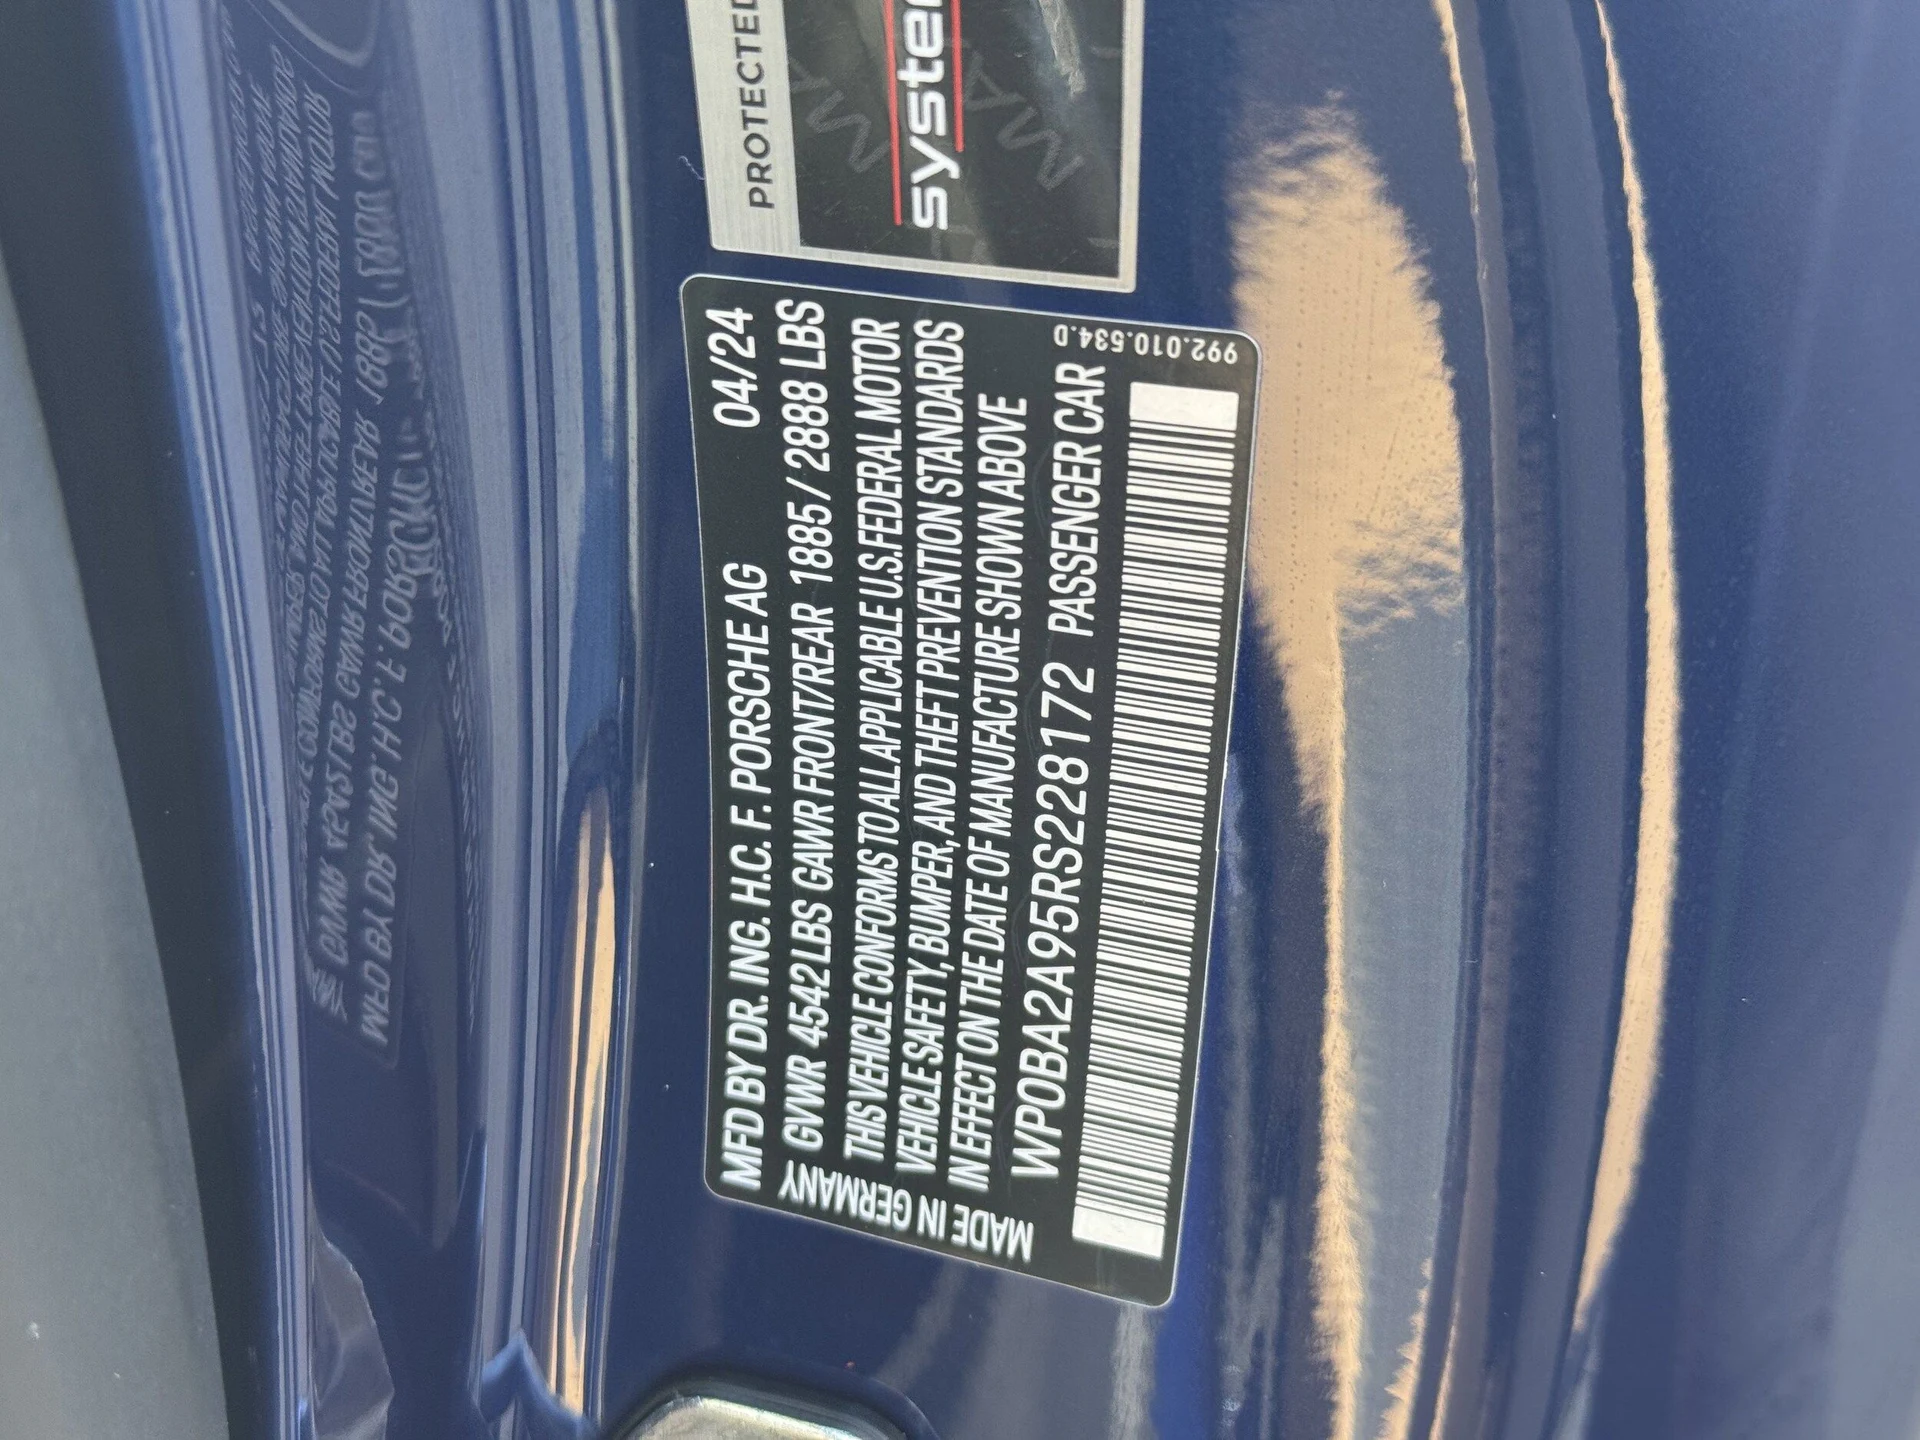 PROTECTED
system
MFD BY DR. ING. H.C. F. PORSCHE AG 04/24
GVWR 4542 LBS GAWR FRONT/REAR 1885 / 2888 LBS
THIS VEHICLE CONFORMS TO ALL APPLICABLE U.S. FEDERAL MOTOR
VEHICLE SAFETY, BUMPER, AND THEFT PREVENTION STANDARDS
IN EFFECT ON THE DATE OF MANUFACTURE SHOWN ABOVE
WP0BA2A95RS228172 PASSENGER CAR
MADE IN GERMANY
992.010.534.D